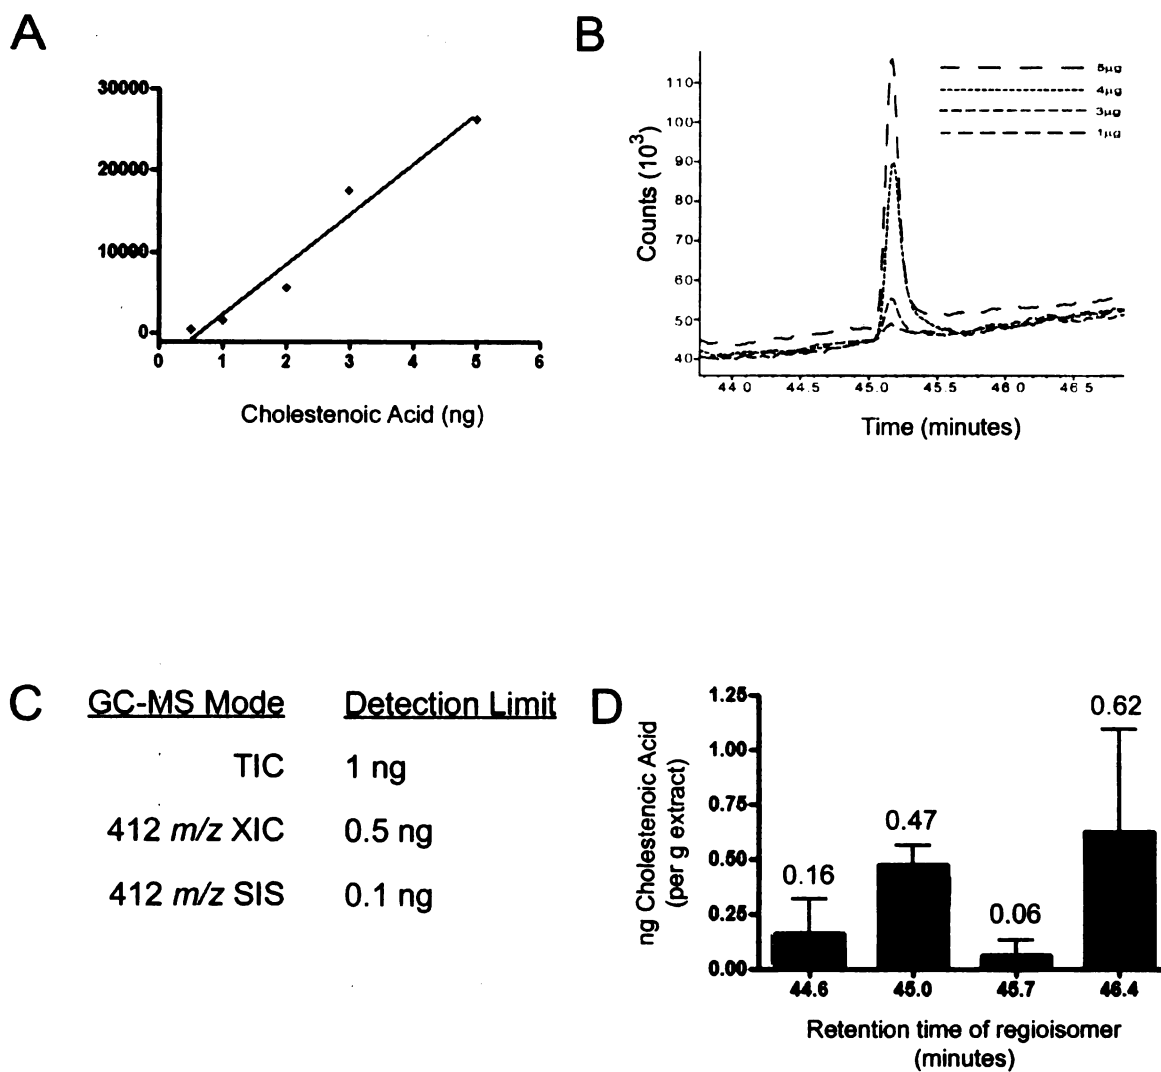 A
30000
20000
10000
0
0 1 2 3 4 5 6
Cholestenoic Acid (ng)
B
Counts (10³)
110
100
90
80
70
60
50
40
5µg
4µg
3µg
1µg
44 0 44.5 45.0 45.5 46 0 46 5
Time (minutes)
C
GC-MS Mode Detection Limit
TIC 1 ng
412 m/z XIC 0.5 ng
412 m/z SIS 0.1 ng
D
ng Cholestenoic Acid
(per g extract)
1.25
1.00
0.75
0.50
0.25
0.00
0.16
0.47
0.06
0.62
44.6 45.0 45.7 46.4
Retention time of regioisomer
(minutes)